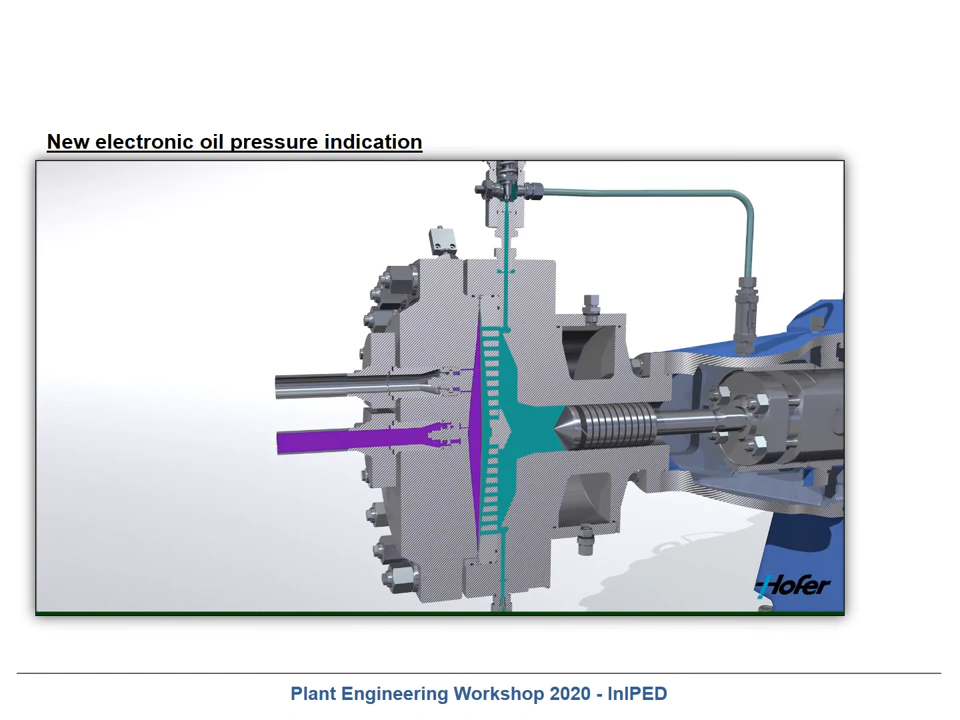 New electronic oil pressure indication
Hofer
Plant Engineering Workshop 2020 - InIPED